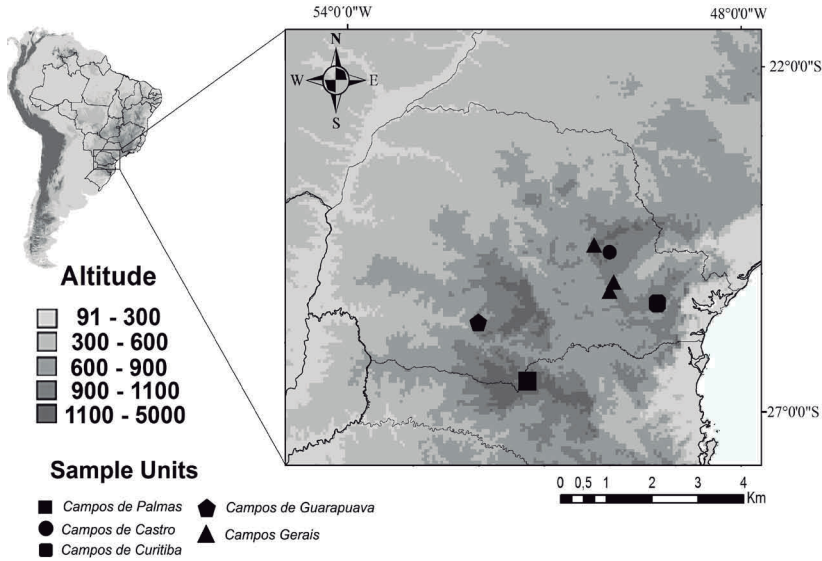 54°0'0"W
48°0'0"W
N
W E
S
22°0'0"S
27°0'0"S
Altitude
91 - 300
300 - 600
600 - 900
900 - 1100
1100 - 5000
Sample Units
Campos de Palmas
Campos de Castro
Campos de Curitiba
Campos de Guarapuava
Campos Gerais
0 0,5 1 2 3 4
Km